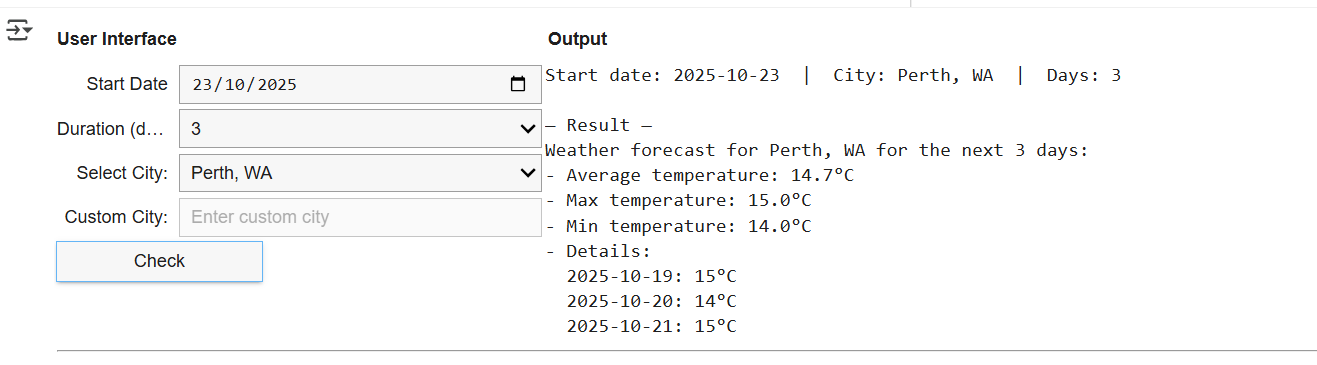 User Interface
Start Date
23/10/2025
Duration (d...
3
Select City:
Perth, WA
Custom City:
Enter custom city
Check
Output
Start date: 2025-10-23 | City: Perth, WA | Days: 3
— Result —
Weather forecast for Perth, WA for the next 3 days:
- Average temperature: 14.7°C
- Max temperature: 15.0°C
- Min temperature: 14.0°C
- Details:
2025-10-19: 15°C
2025-10-20: 14°C
2025-10-21: 15°C